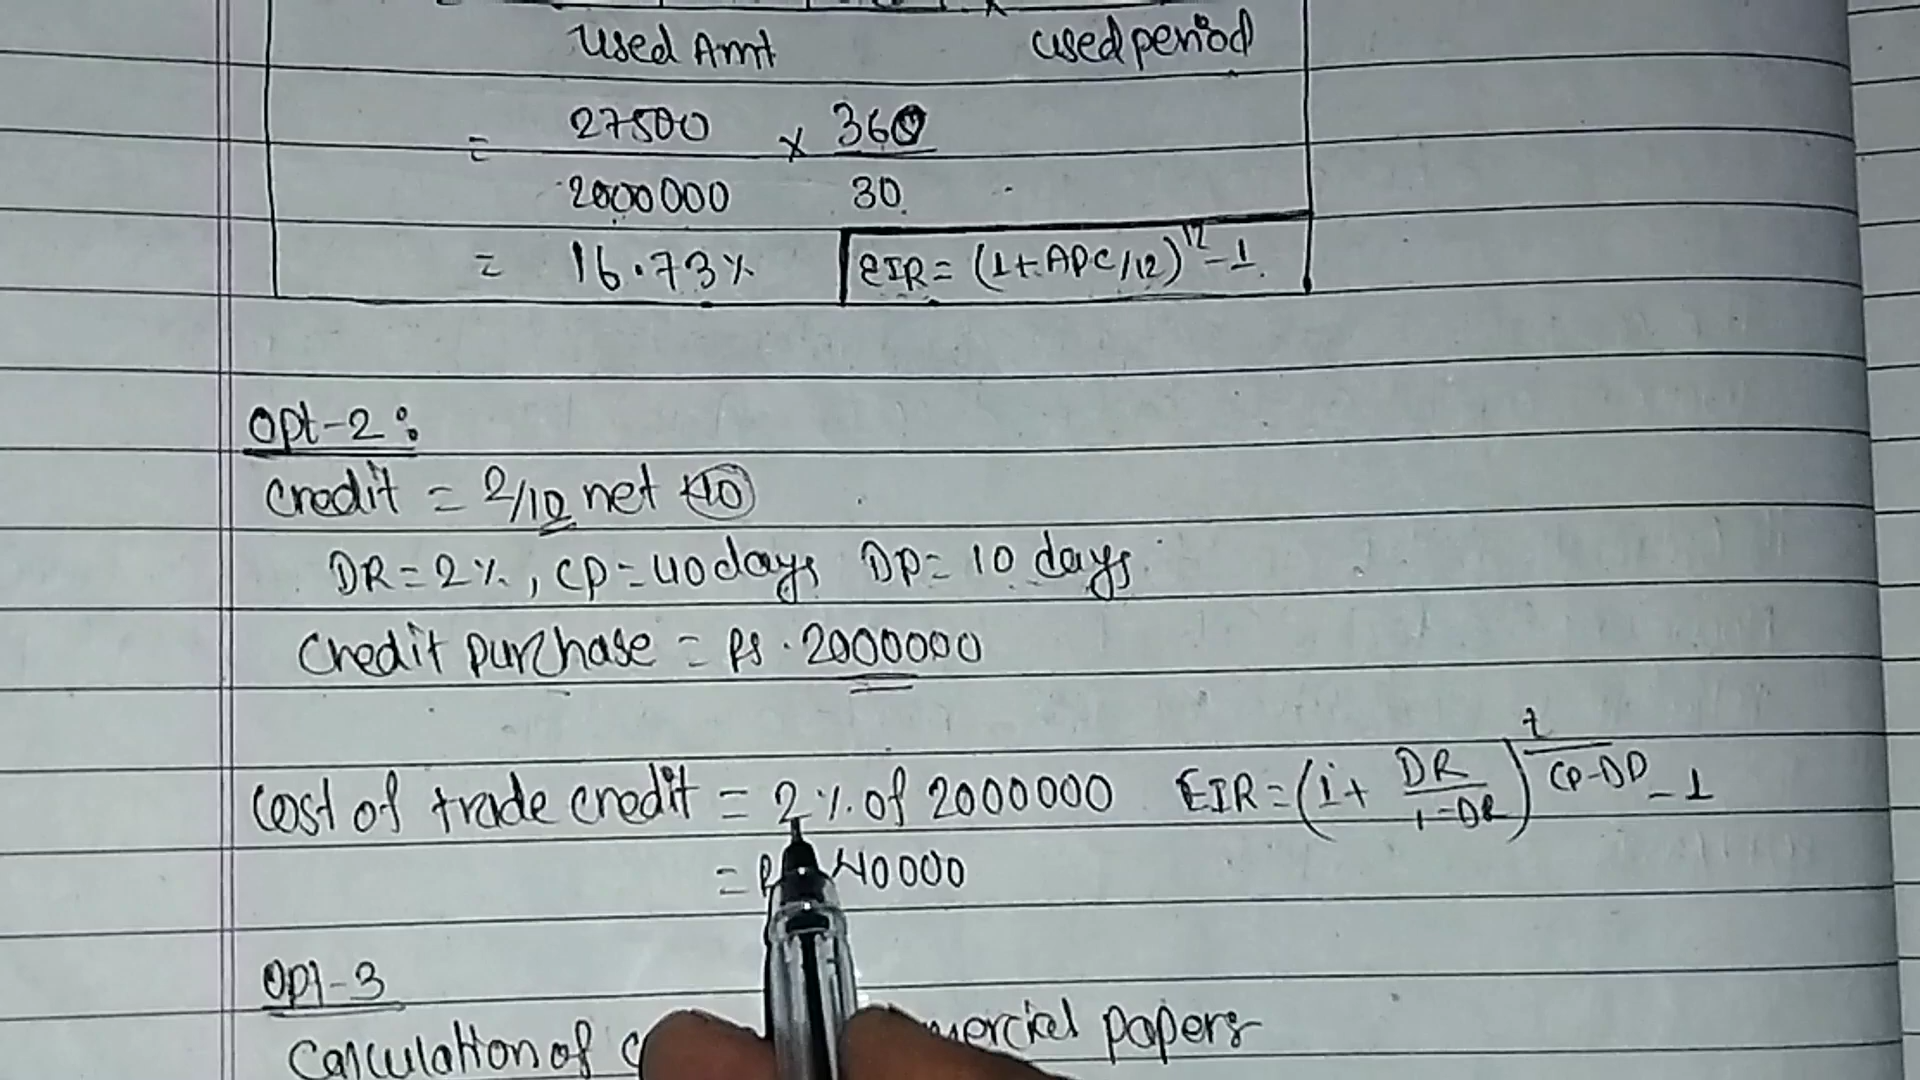 Used Amt used period
= 27500 / 2000000 × 360 / 30
= 16.73% EIR = (1+APC/12)^12 - 1
Opt-2:
Credit = 2/10 net 40
DR = 2%, CP = 40 days DP = 10 days
Credit purchase = Rs. 2000000
Cost of trade credit = 2% of 2000000 EIR = (1 + DR / 1-DR)^t / CP-DP - 1
= 40000
Opt-3
Calculation of papers